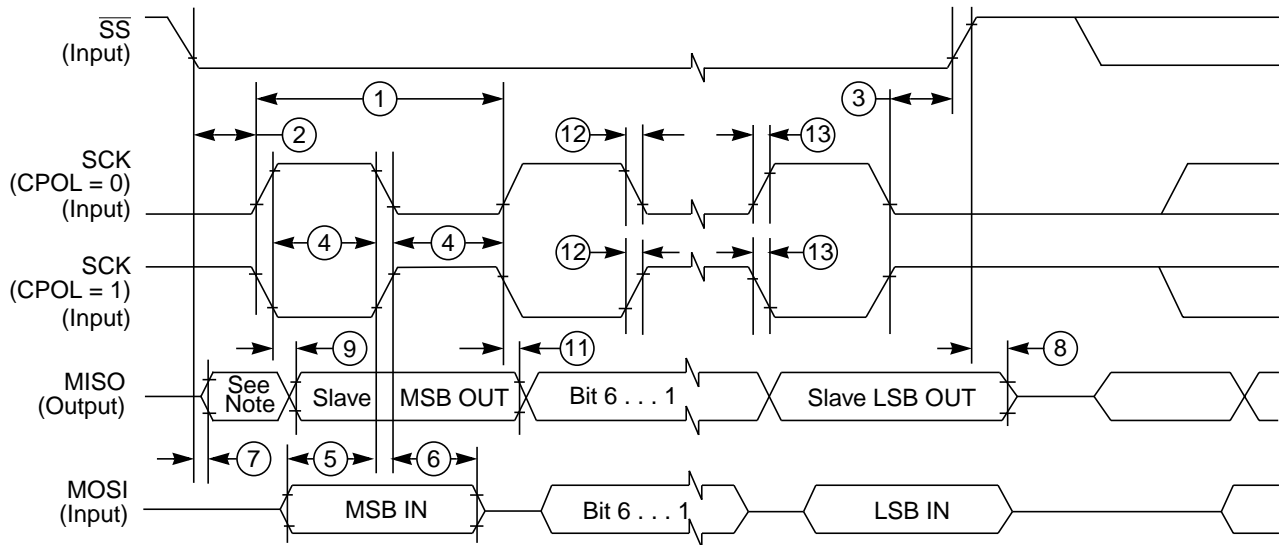 SS
(Input)
1
3
2
12
13
SCK
(CPOL = 0)
(Input)
4
4
12
13
SCK
(CPOL = 1)
(Input)
9
11
8
MISO
(Output)
See
Note
Slave
MSB OUT
Bit 6 . . . 1
Slave LSB OUT
7
5
6
MOSI
(Input)
MSB IN
Bit 6 . . . 1
LSB IN